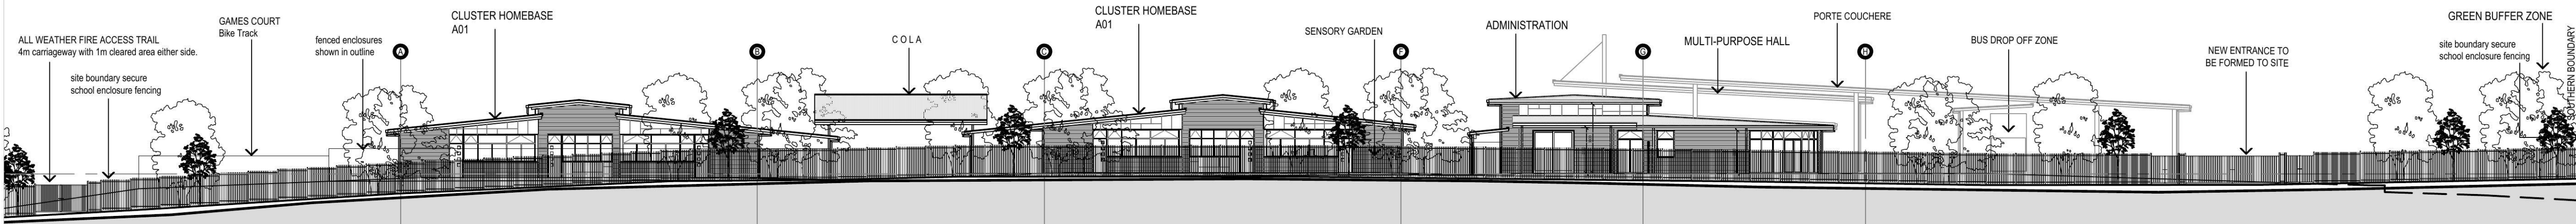 ALL WEATHER FIRE ACCESS TRAIL
4m carriageway with 1m cleared area either side.
site boundary secure
school enclosure fencing
GAMES COURT
Bike Track
fenced enclosures
shown in outline
A
CLUSTER HOMEBASE
A01
B
C O L A
C
CLUSTER HOMEBASE
A01
SENSORY GARDEN
F
ADMINISTRATION
G
MULTI-PURPOSE HALL
PORTE COUCHERE
H
BUS DROP OFF ZONE
NEW ENTRANCE TO
BE FORMED TO SITE
GREEN BUFFER ZONE
site boundary secure
school enclosure fencing
SOUTHERN BOUNDARY